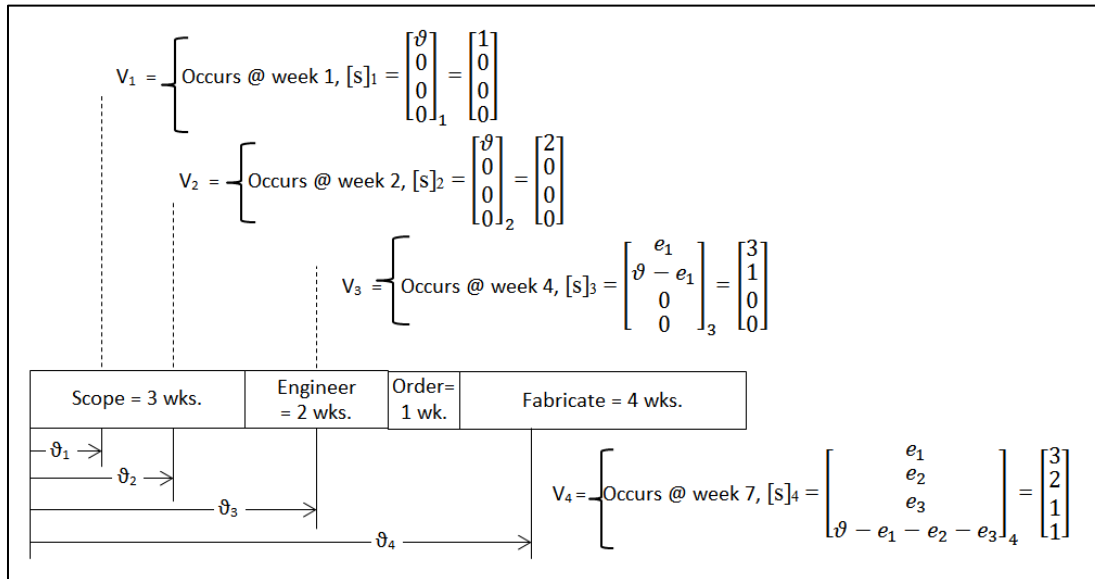 V₁ = { Occurs @ week 1, [s]₁ = [ϑ 0 0 0]₁ = [1 0 0 0]
V₂ = { Occurs @ week 2, [s]₂ = [ϑ 0 0 0]₂ = [2 0 0 0]
V₃ = { Occurs @ week 4, [s]₃ = [e₁ ϑ − e₁ 0 0]₃ = [3 1 0 0]
Scope = 3 wks.
Engineer
= 2 wks.
Order=
1 wk.
Fabricate = 4 wks.
ϑ₁
ϑ₂
ϑ₃
ϑ₄
V₄ = { Occurs @ week 7, [s]₄ = [e₁ e₂ e₃ ϑ − e₁ − e₂ − e₃]₄ = [3 2 1 1]